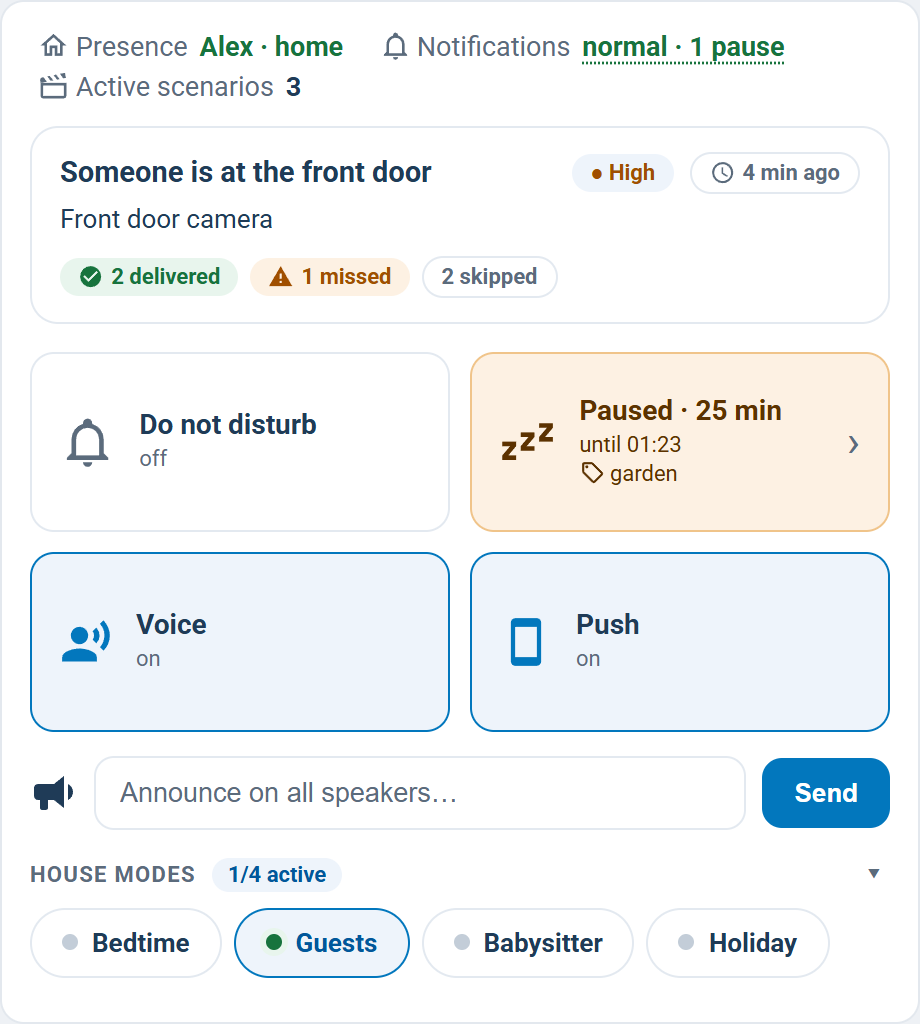 Presence Alex · home Notifications normal · 1 pause
Active scenarios 3
Someone is at the front door
● High
4 min ago
Front door camera
2 delivered
1 missed
2 skipped
Do not disturb
off
Paused · 25 min
until 01:23
garden
Voice
on
Push
on
Announce on all speakers…
Send
HOUSE MODES 1/4 active
Bedtime
Guests
Babysitter
Holiday